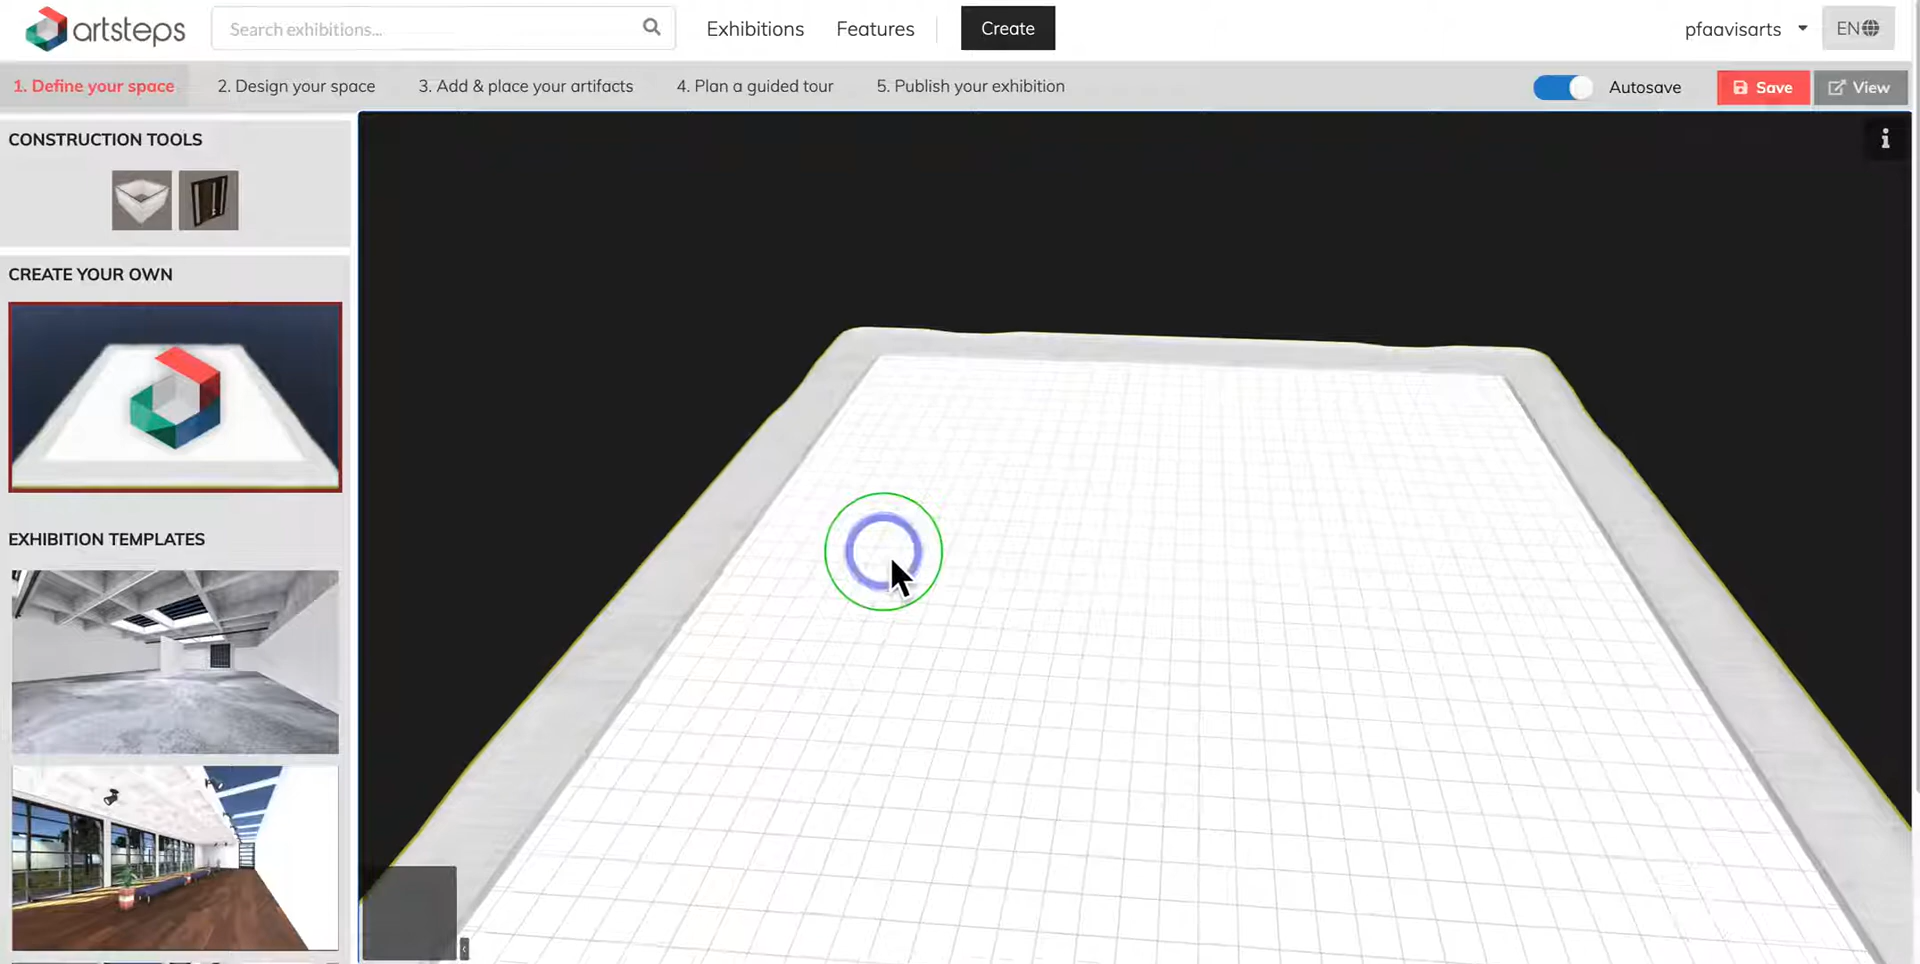 artsteps
Search exhibitions...
Exhibitions
Features
Create
pfaavisarts
EN
1. Define your space
2. Design your space
3. Add & place your artifacts
4. Plan a guided tour
5. Publish your exhibition
Autosave
Save
View
CONSTRUCTION TOOLS
CREATE YOUR OWN
EXHIBITION TEMPLATES